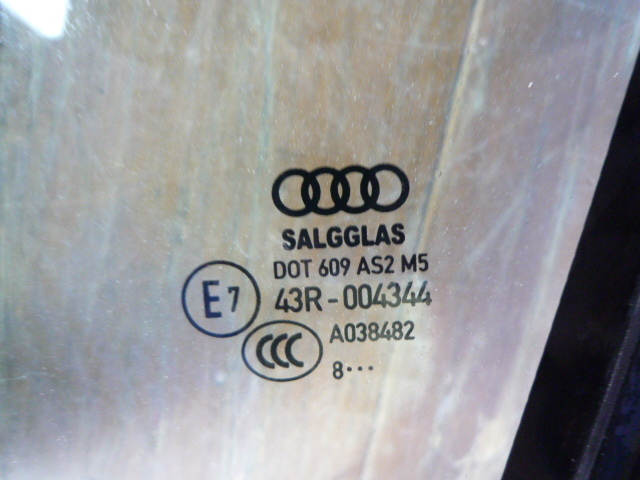 SALGGLAS
DOT 609 AS2 M5
E7 43R-004344
CCC A038482
8•••